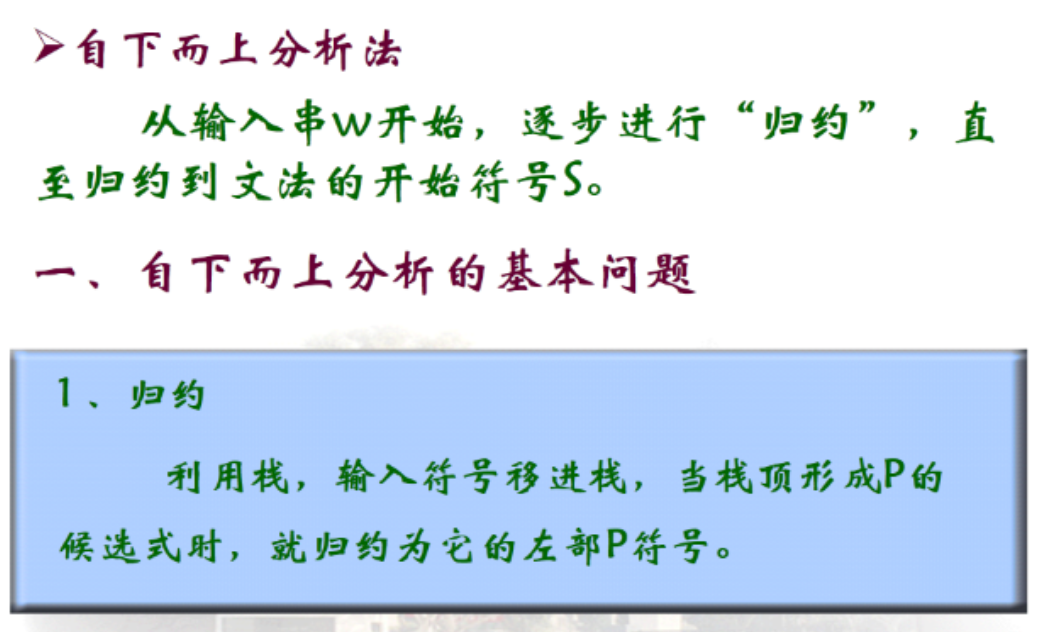 ➢自下而上分析法
从输入串W开始，逐步进行“归约”，直
至归约到文法的开始符号S。
一、自下而上分析的基本问题
1、归约
利用栈，输入符号移进栈，当栈顶形成P的
候选式时，就归约为它的左部P符号。